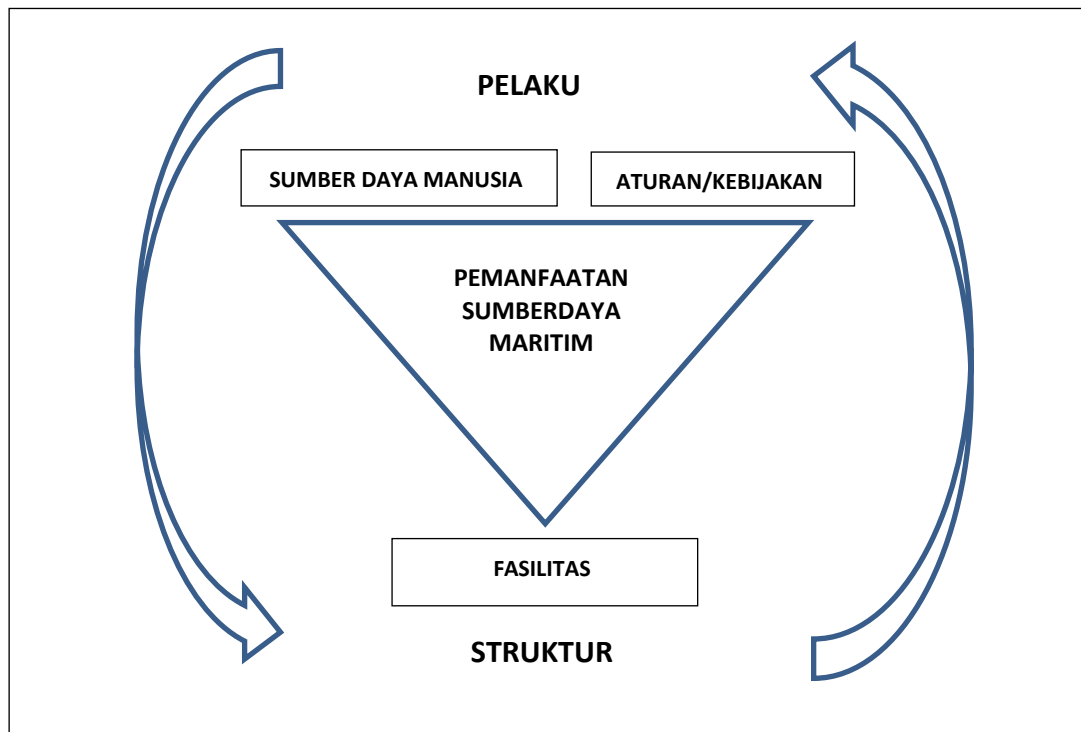 PELAKU
SUMBER DAYA MANUSIA
ATURAN/KEBIJAKAN
PEMANFAATAN
SUMBERDAYA
MARITIM
FASILITAS
STRUKTUR